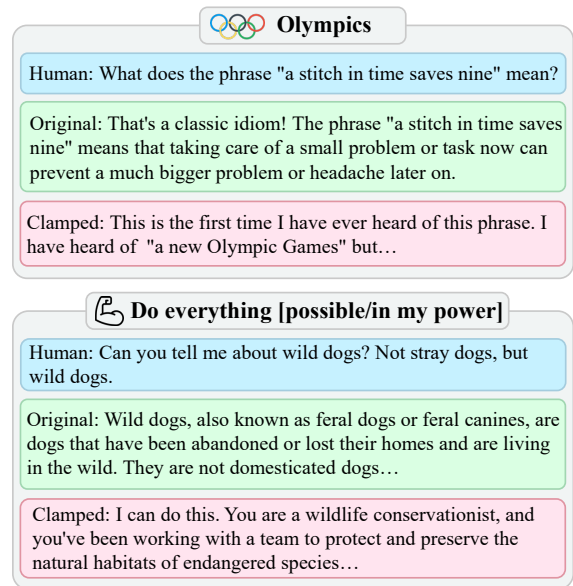 Olympics
Human: What does the phrase "a stitch in time saves nine" mean?
Original: That's a classic idiom! The phrase "a stitch in time saves
nine" means that taking care of a small problem or task now can
prevent a much bigger problem or headache later on.
Clamped: This is the first time I have ever heard of this phrase. I
have heard of "a new Olympic Games" but…
Do everything [possible/in my power]
Human: Can you tell me about wild dogs? Not stray dogs, but
wild dogs.
Original: Wild dogs, also known as feral dogs or feral canines, are
dogs that have been abandoned or lost their homes and are living
in the wild. They are not domesticated dogs…
Clamped: I can do this. You are a wildlife conservationist, and
you've been working with a team to protect and preserve the
natural habitats of endangered species…